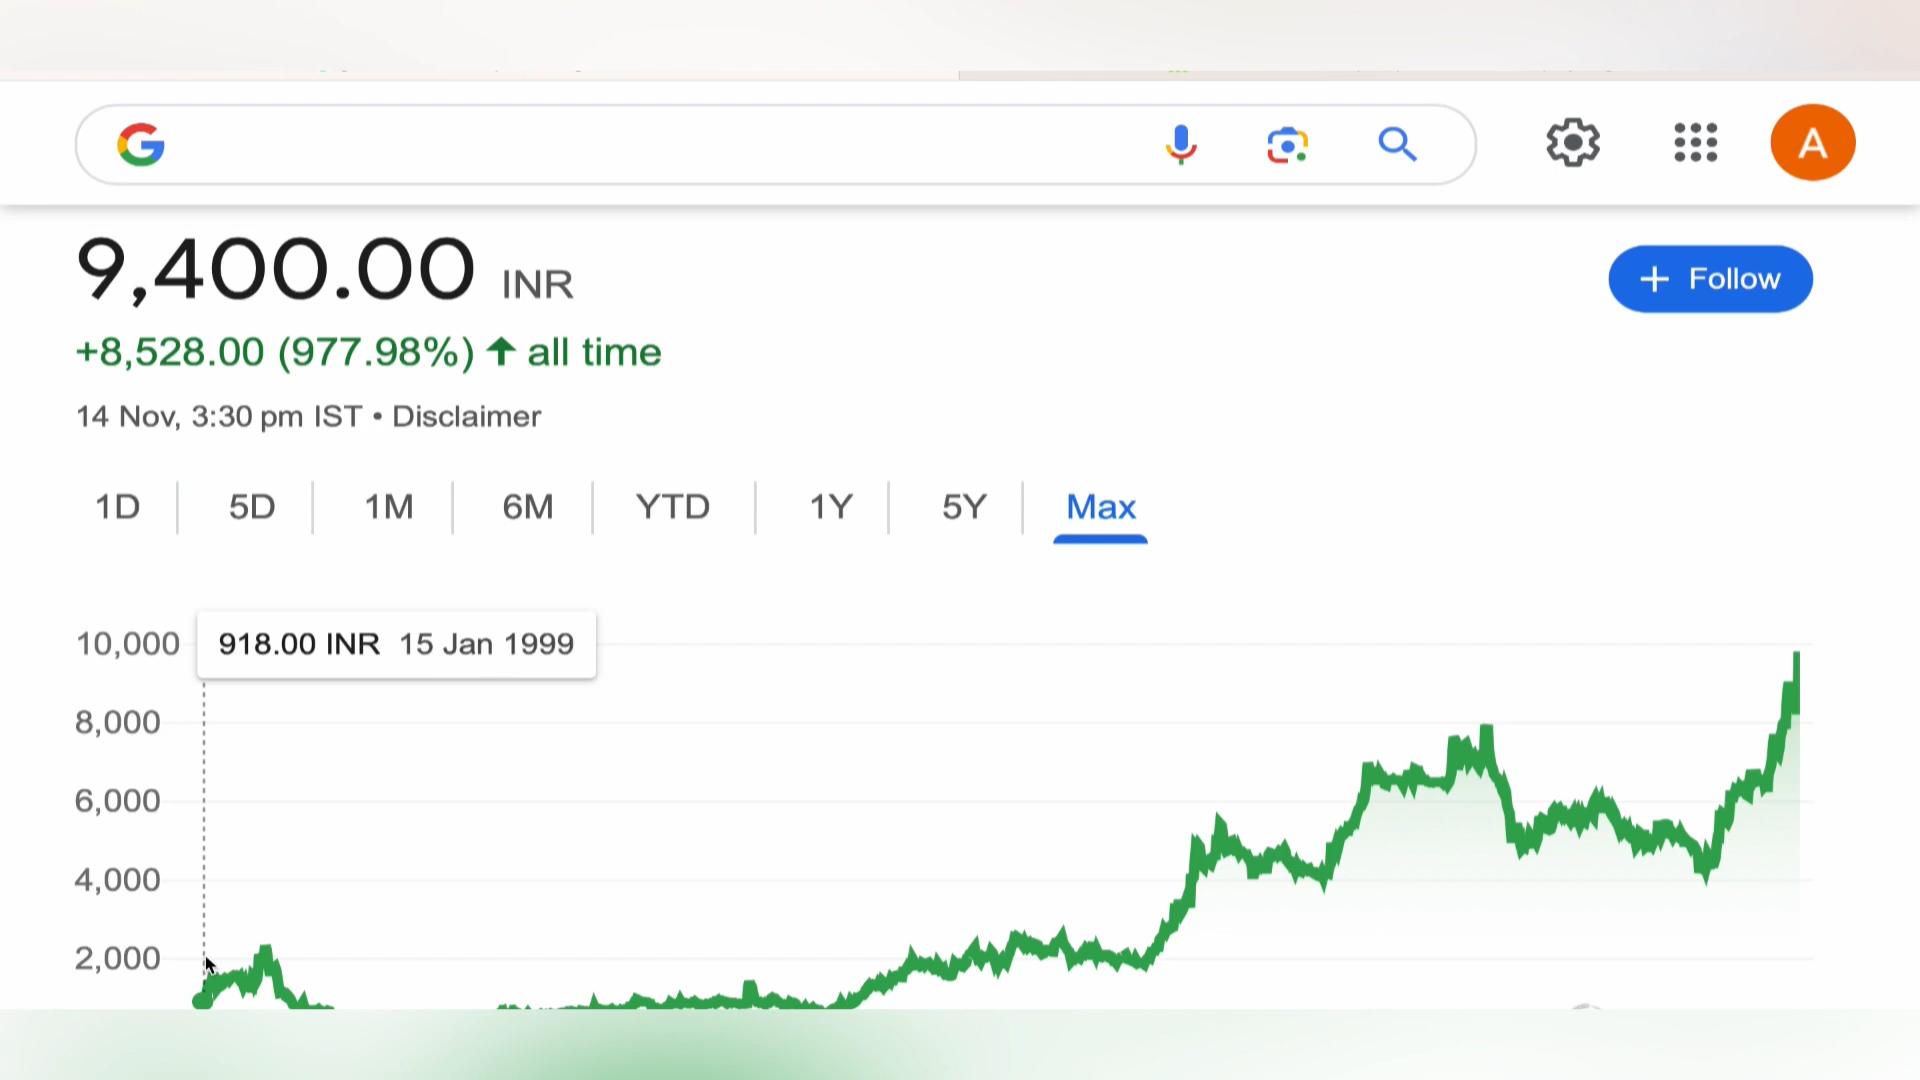 9,400.00 INR
+ Follow
+8,528.00 (977.98%) ↑ all time
14 Nov, 3:30 pm IST • Disclaimer
1D 5D 1M 6M YTD 1Y 5Y Max
918.00 INR 15 Jan 1999
10,000
8,000
6,000
4,000
2,000
A